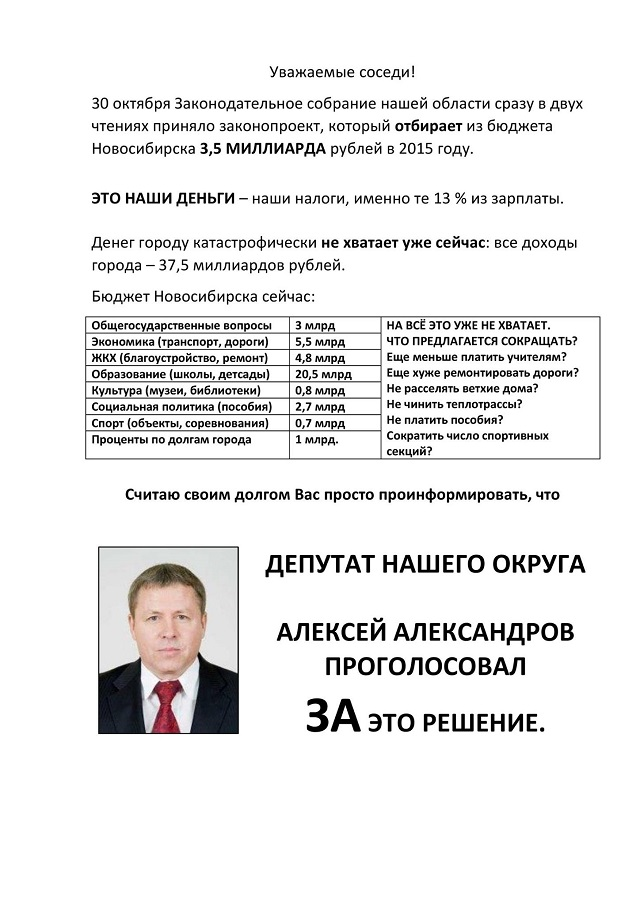 Уважаемые соседи!
30 октября Законодательное собрание нашей области сразу в двух
чтениях приняло законопроект, который отбирает из бюджета
Новосибирска 3,5 МИЛЛИАРДА рублей в 2015 году.
ЭТО НАШИ ДЕНЬГИ – наши налоги, именно те 13 % из зарплаты.
Денег городу катастрофически не хватает уже сейчас: все доходы
города – 37,5 миллиардов рублей.
Бюджет Новосибирска сейчас:
Общегосударственные вопросы 3 млрд
Экономика (транспорт, дороги) 5,5 млрд
ЖКХ (благоустройство, ремонт) 4,8 млрд
Образование (школы, детсады) 20,5 млрд
Культура (музеи, библиотеки) 0,8 млрд
Социальная политика (пособия) 2,7 млрд
Спорт (объекты, соревнования) 0,7 млрд
Проценты по долгам города 1 млрд.
НА ВСЁ ЭТО УЖЕ НЕ ХВАТАЕТ.
ЧТО ПРЕДЛАГАЕТСЯ СОКРАЩАТЬ?
Еще меньше платить учителям?
Еще хуже ремонтировать дороги?
Не расселять ветхие дома?
Не чинить теплотрассы?
Не платить пособия?
Сократить число спортивных
секций?
Считаю своим долгом Вас просто проинформировать, что
ДЕПУТАТ НАШЕГО ОКРУГА
АЛЕКСЕЙ АЛЕКСАНДРОВ
ПРОГОЛОСОВАЛ
ЗА ЭТО РЕШЕНИЕ.